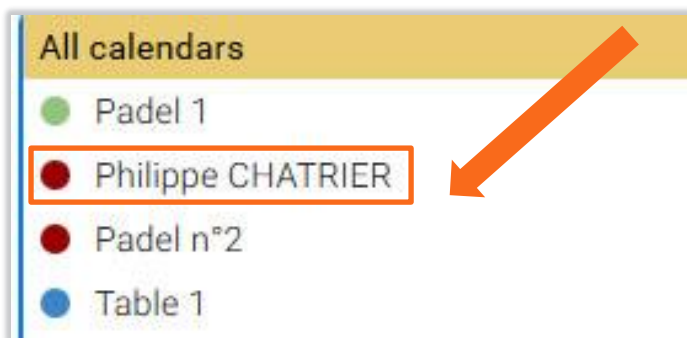 All calendars
Padel 1
Philippe CHATRIER
Padel n°2
Table 1